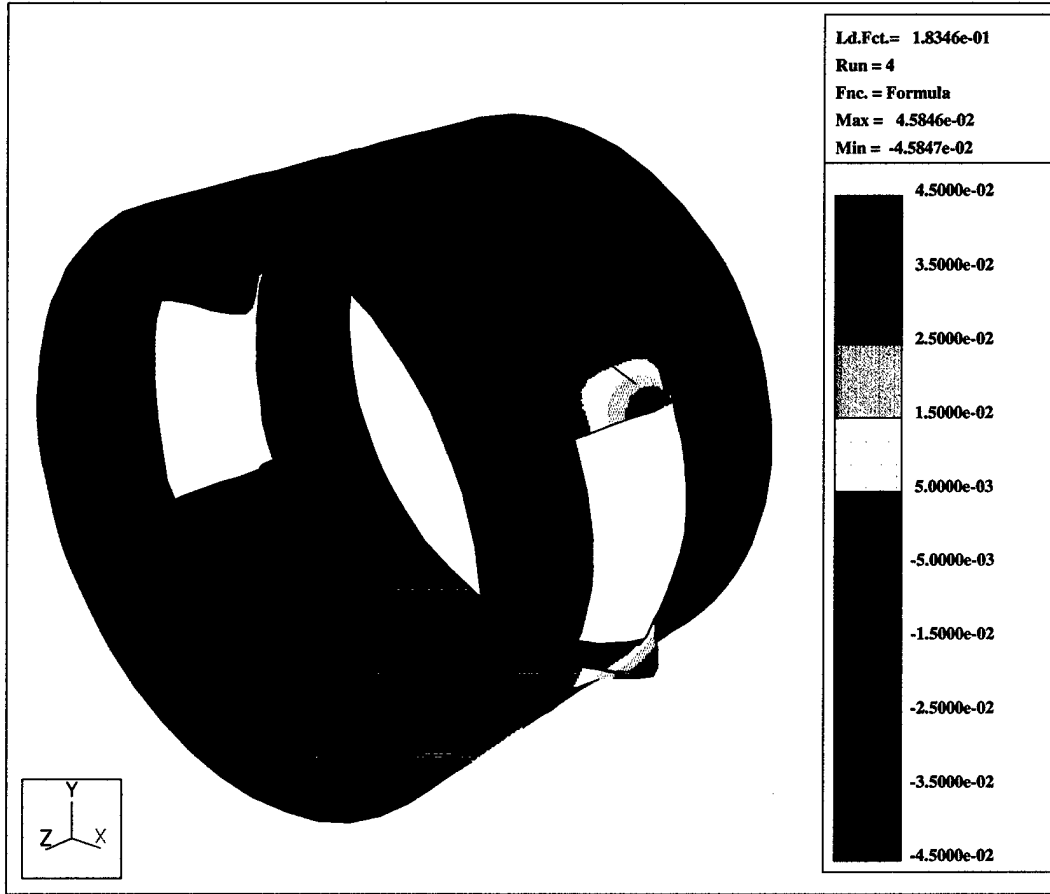 Ld.Fct.= 1.8346e-01
Run = 4
Fnc. = Formula
Max = 4.5846e-02
Min = -4.5847e-02
4.5000e-02
3.5000e-02
2.5000e-02
1.5000e-02
5.0000e-03
-5.0000e-03
-1.5000e-02
-2.5000e-02
-3.5000e-02
-4.5000e-02
Y
Z X